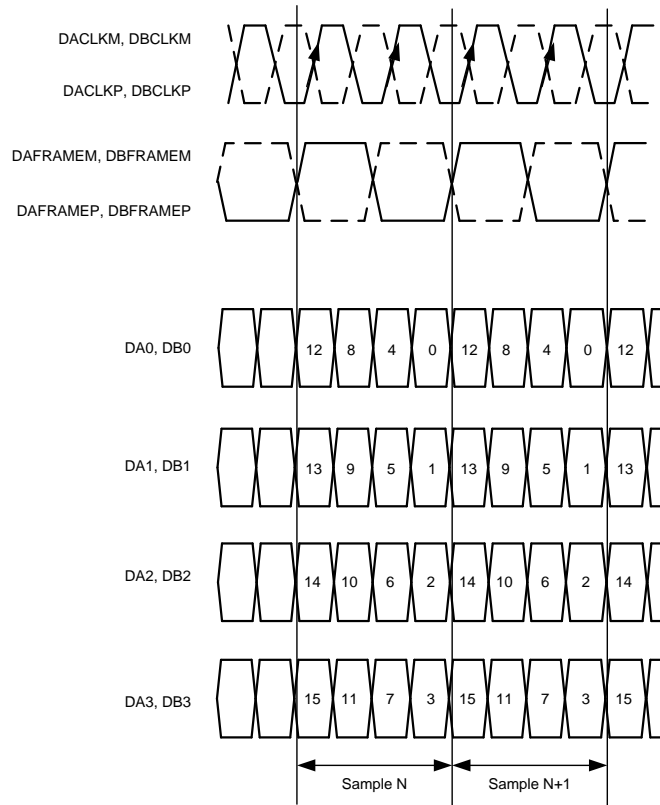 DACLKM, DBCLKM
DACLKP, DBCLKP
DAFRAMEM, DBFRAMEM
DAFRAMEP, DBFRAMEP
DA0, DB0
12 8 4 0 12 8 4 0 12
DA1, DB1
13 9 5 1 13 9 5 1 13
DA2, DB2
14 10 6 2 14 10 6 2 14
DA3, DB3
15 11 7 3 15 11 7 3 15
Sample N Sample N+1